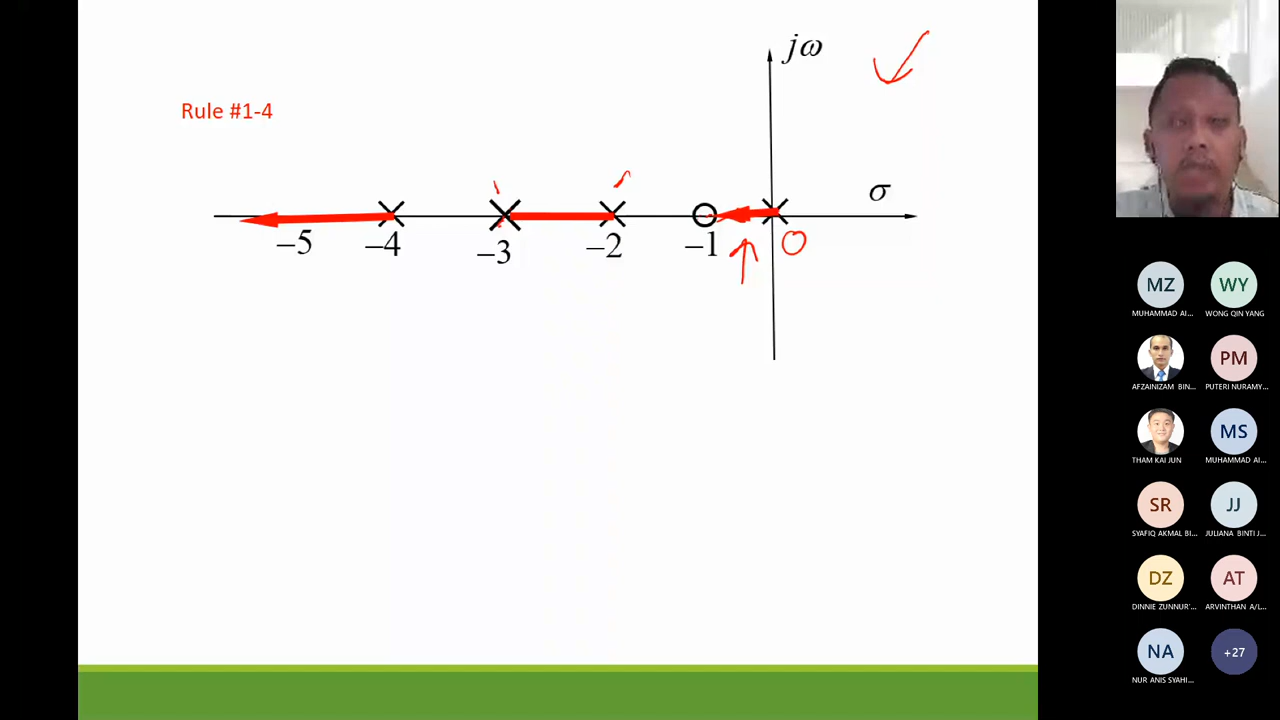 jω
Rule #1-4
σ
–5
–4
–3
–2
–1
0
MZ
WY
MUHAMMAD AI...
WONG QIN YANG
PM
AFZAINIZAM BIN...
PUTERI NURAMY...
MS
THAM KAI JUN
MUHAMMAD AI...
SR
JJ
SYAFIQ AKMAL BI...
JULIANA BINTI J...
DZ
AT
DINNIE ZUNNUR'...
ARVINTHAN A/L...
NA
+27
NUR ANIS SYAHI...